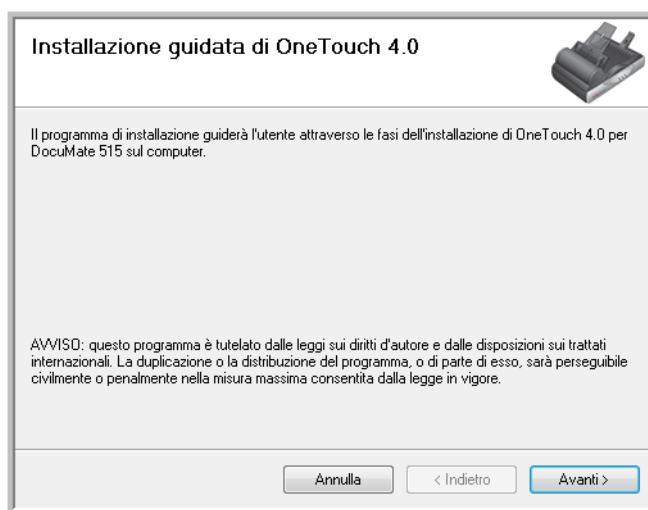 Installazione guidata di OneTouch 4.0
Il programma di installazione guiderà l'utente attraverso le fasi dell'installazione di OneTouch 4.0 per
DocuMate 515 sul computer.
AVVISO: questo programma è tutelato dalle leggi sui diritti d'autore e dalle disposizioni sui trattati
internazionali. La duplicazione o la distribuzione del programma, o di parte di esso, sarà perseguibile
civilmente o penalmente nella misura massima consentita dalla legge in vigore.
Annulla < Indietro Avanti >